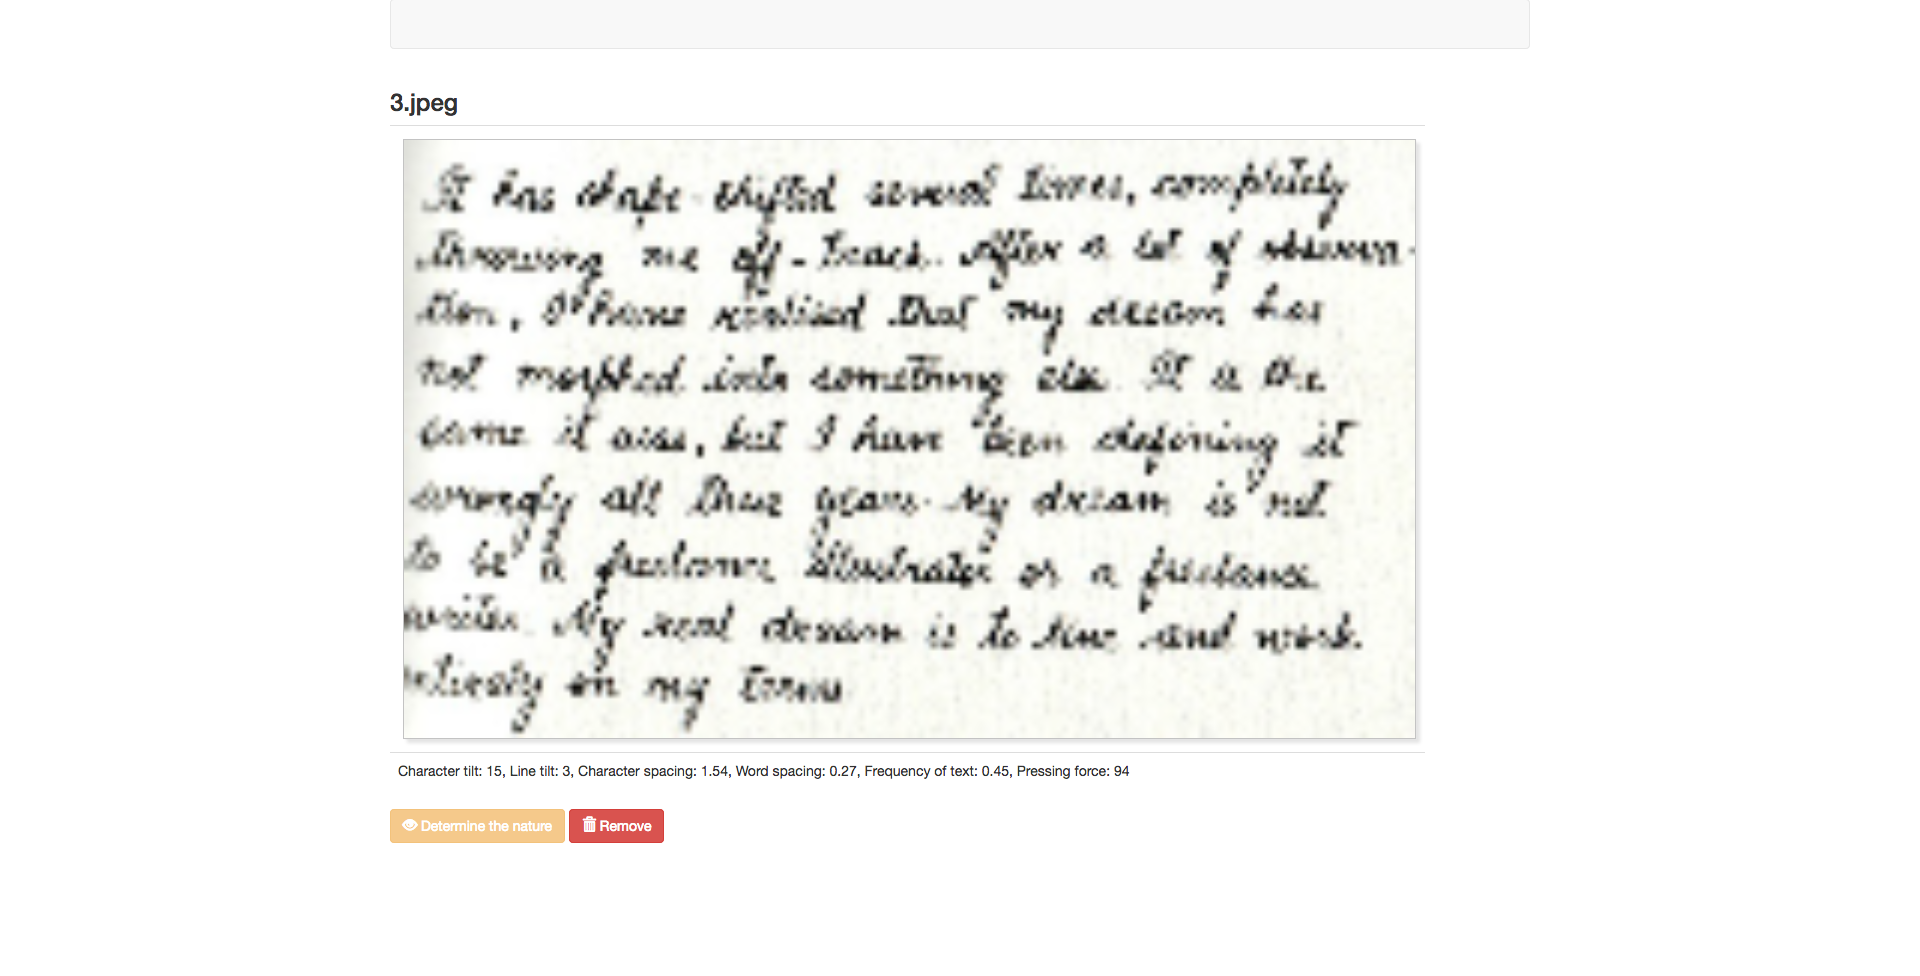 3.jpeg
It has shape-shifted several times, completely
throwing me off-track. After a lot of observa-
tion, I have realised that my dream has
not morphed into something else. It is the
same it was, but I have been defining it
wrongly all these years. My dream is not
to be a freelance illustrator or a freelance
writer. My real dream is to live and work
entirely on my terms
Character tilt: 15, Line tilt: 3, Character spacing: 1.54, Word spacing: 0.27, Frequency of text: 0.45, Pressing force: 94
Determine the nature Remove